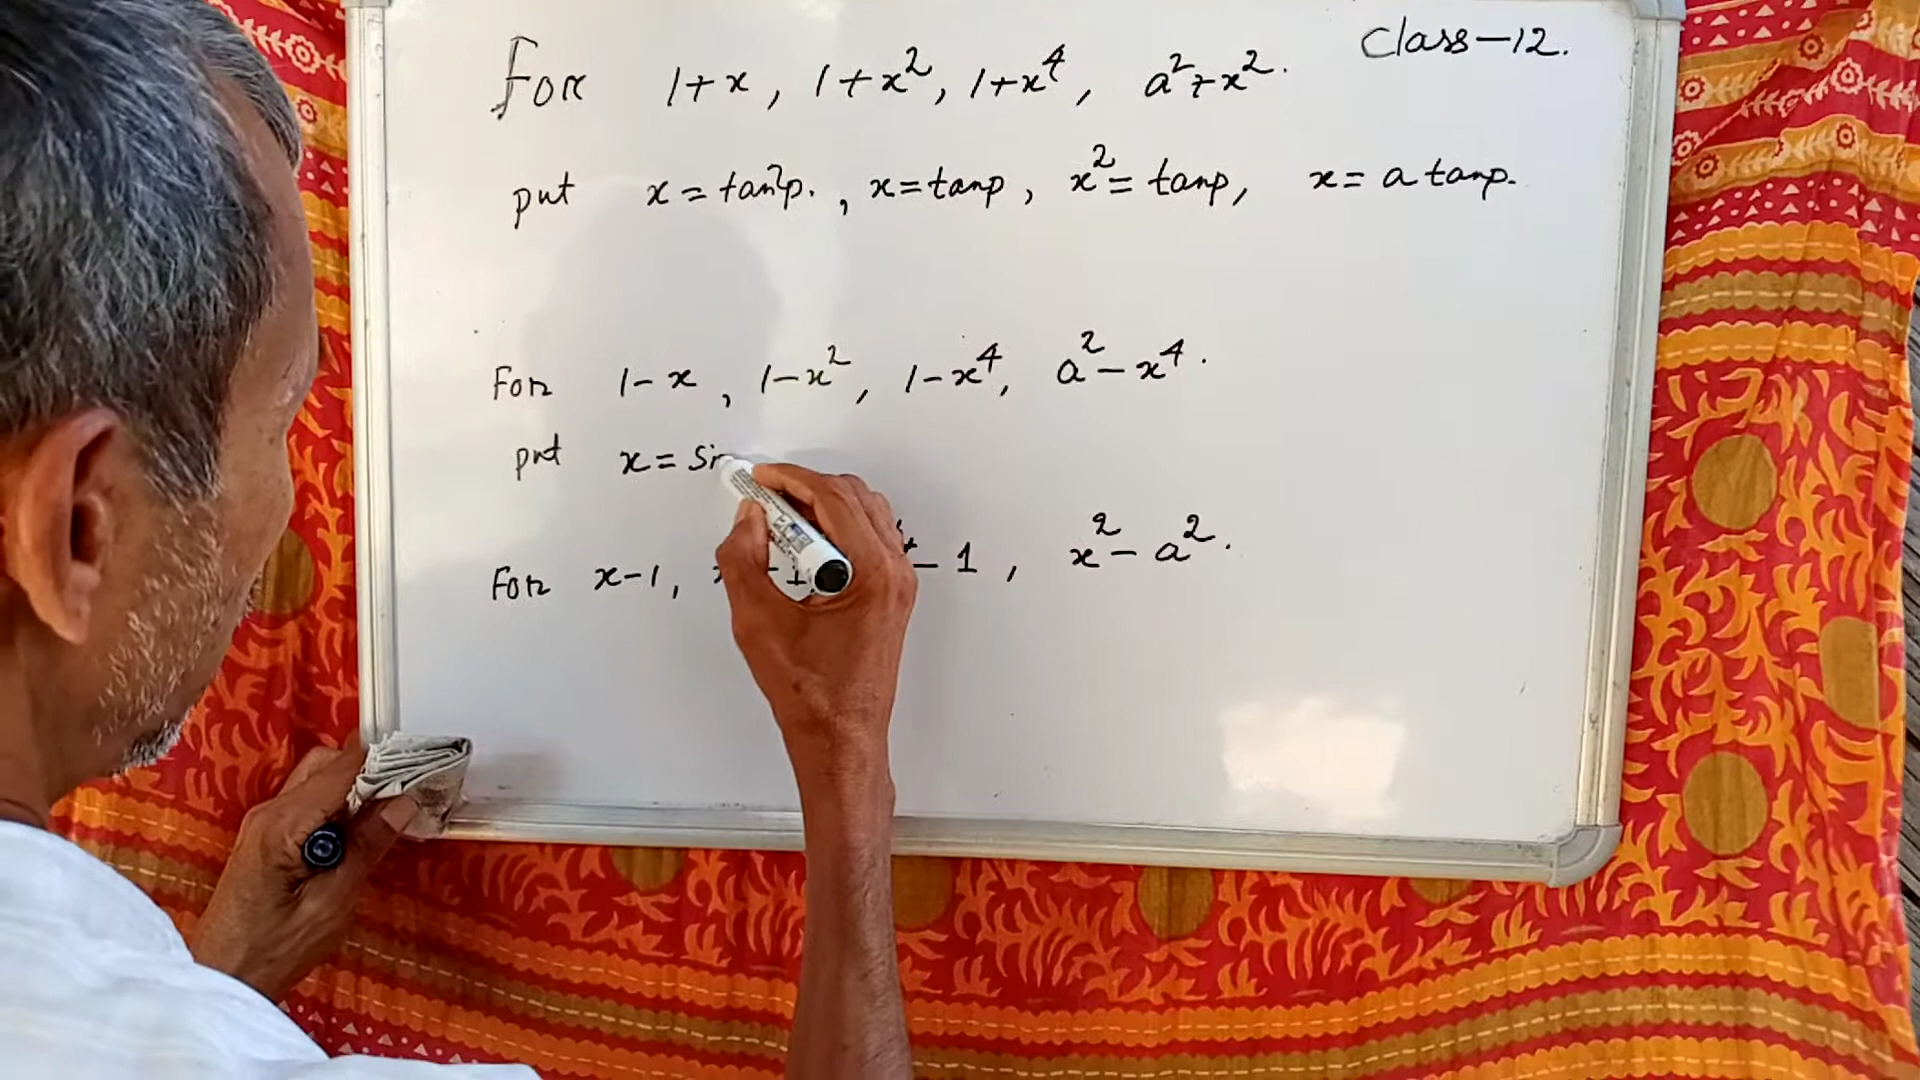 Class-12.
For 1+x, 1+x², 1+x⁴, a²+x².
put x=tan²p., x=tanp, x²=tanp, x=a tanp.
For 1-x, 1-x², 1-x⁴, a²-x⁴.
put x=Si
For x-1, -1, -1, x²-a².